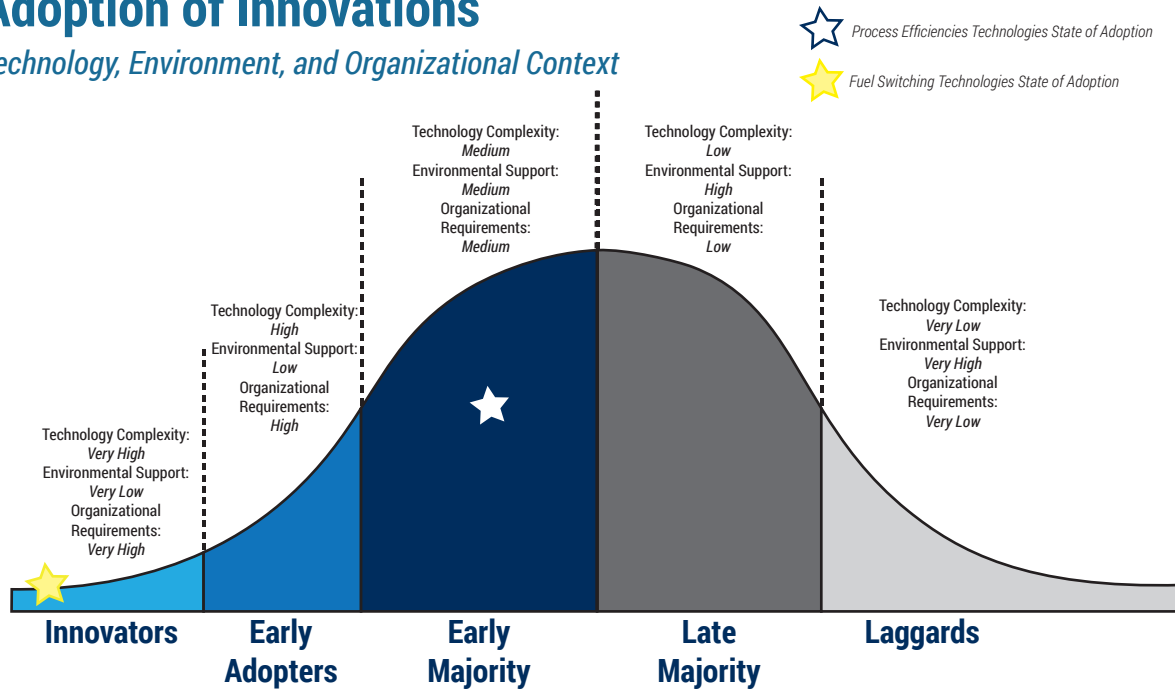 Adoption of Innovations
Technology, Environment, and Organizational Context
Process Efficiencies Technologies State of Adoption
Fuel Switching Technologies State of Adoption
Technology Complexity:
Very High
Environmental Support:
Very Low
Organizational
Requirements:
Very High
Technology Complexity:
High
Environmental Support:
Low
Organizational
Requirements:
High
Technology Complexity:
Medium
Environmental Support:
Medium
Organizational
Requirements:
Medium
Technology Complexity:
Low
Environmental Support:
High
Organizational
Requirements:
Low
Technology Complexity:
Very Low
Environmental Support:
Very High
Organizational
Requirements:
Very Low
Innovators
Early
Adopters
Early
Majority
Late
Majority
Laggards